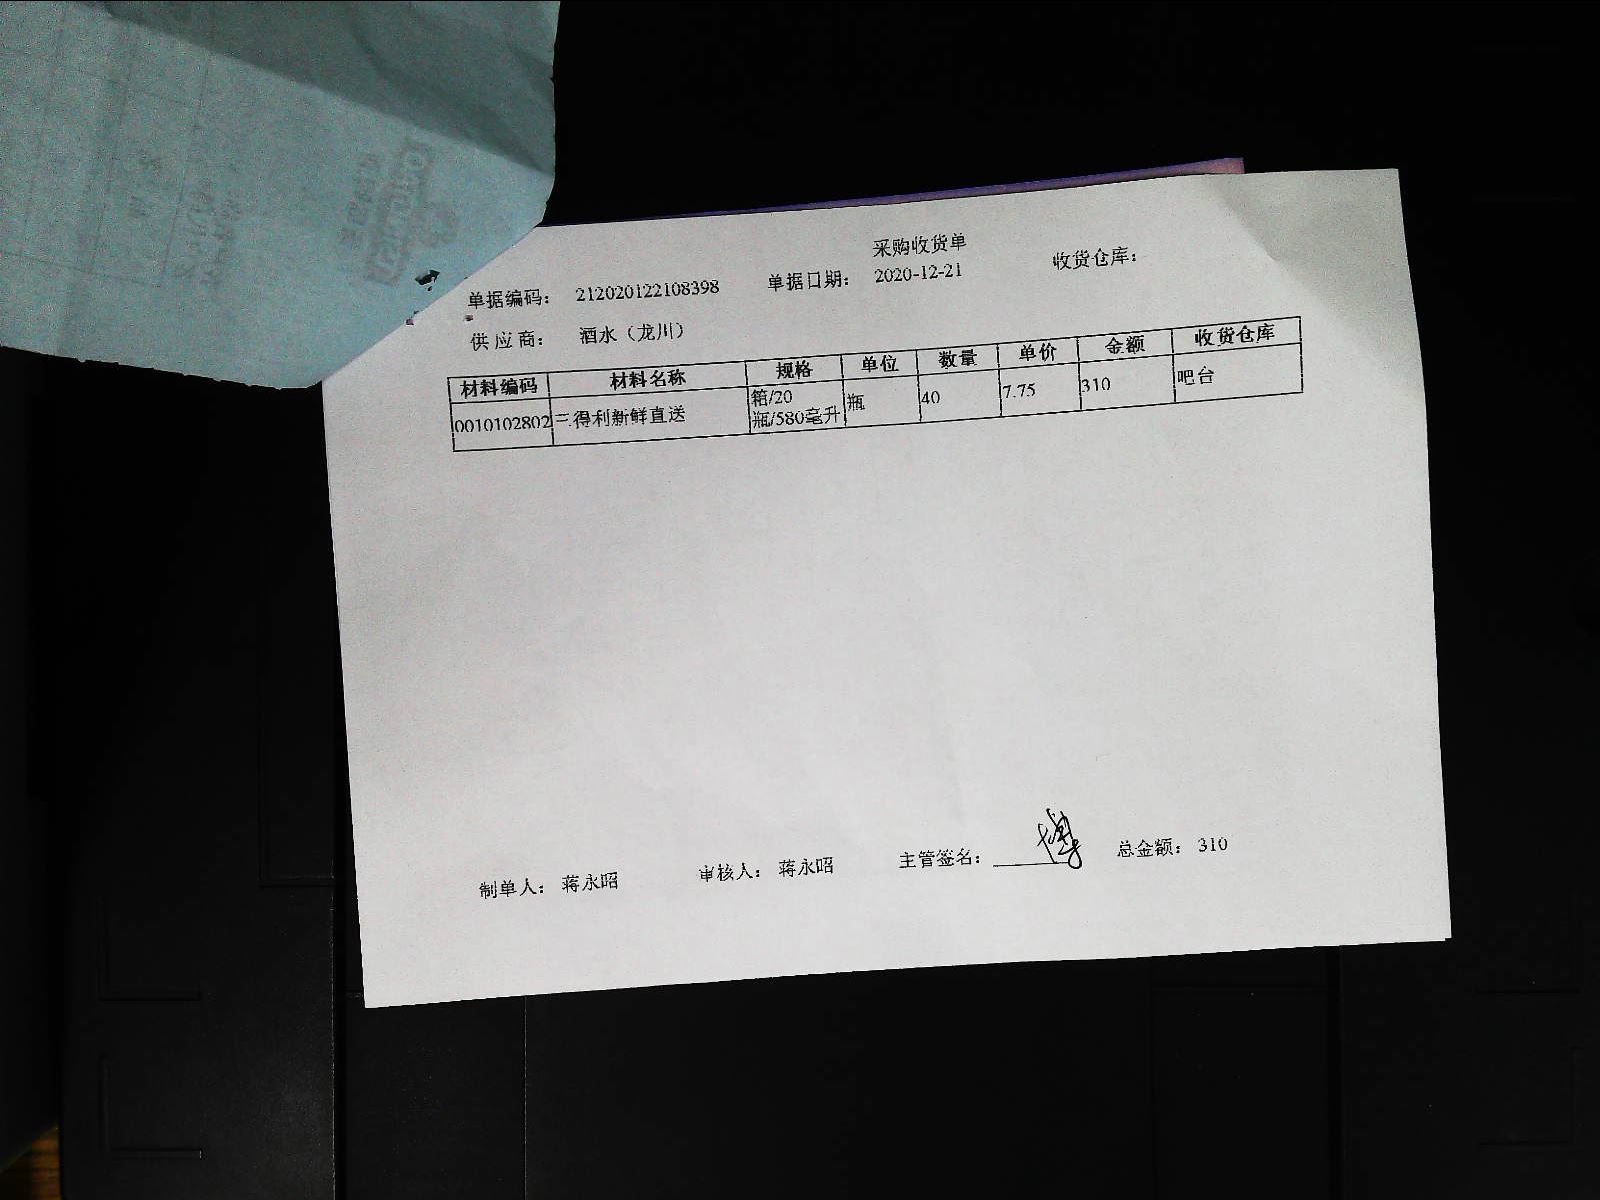 采购收货单
单据编码： 212020122108398 单据日期： 2020-12-21 收货仓库：
供应商： 酒水（龙川）
材料编码 材料名称 规格 单位 数量 单价 金额 收货仓库
0010102802 三得利新鲜直送 箱/20瓶/580毫升 瓶 40 7.75 310 吧台
制单人： 蒋永昭 审核人： 蒋永昭 主管签名： 总金额： 310